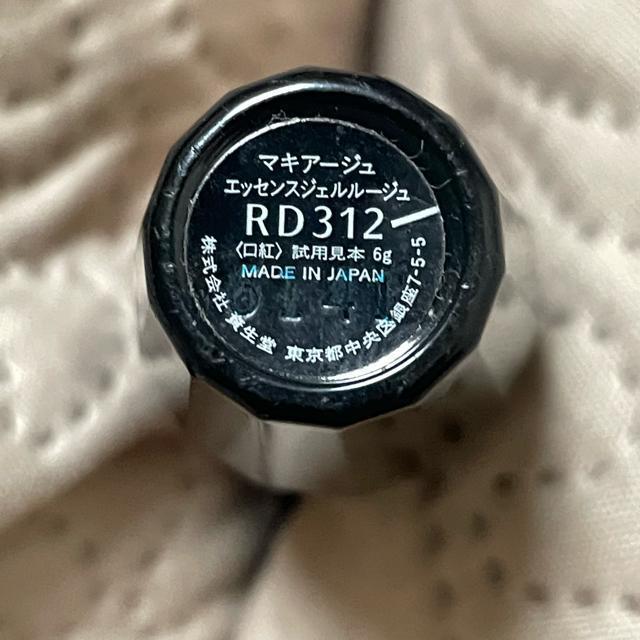 マキアージュ
エッセンスジェルルージュ
RD312
〈口紅〉試用見本 6g
MADE IN JAPAN
株式会社 資生堂 東京都中央区銀座7-5-5